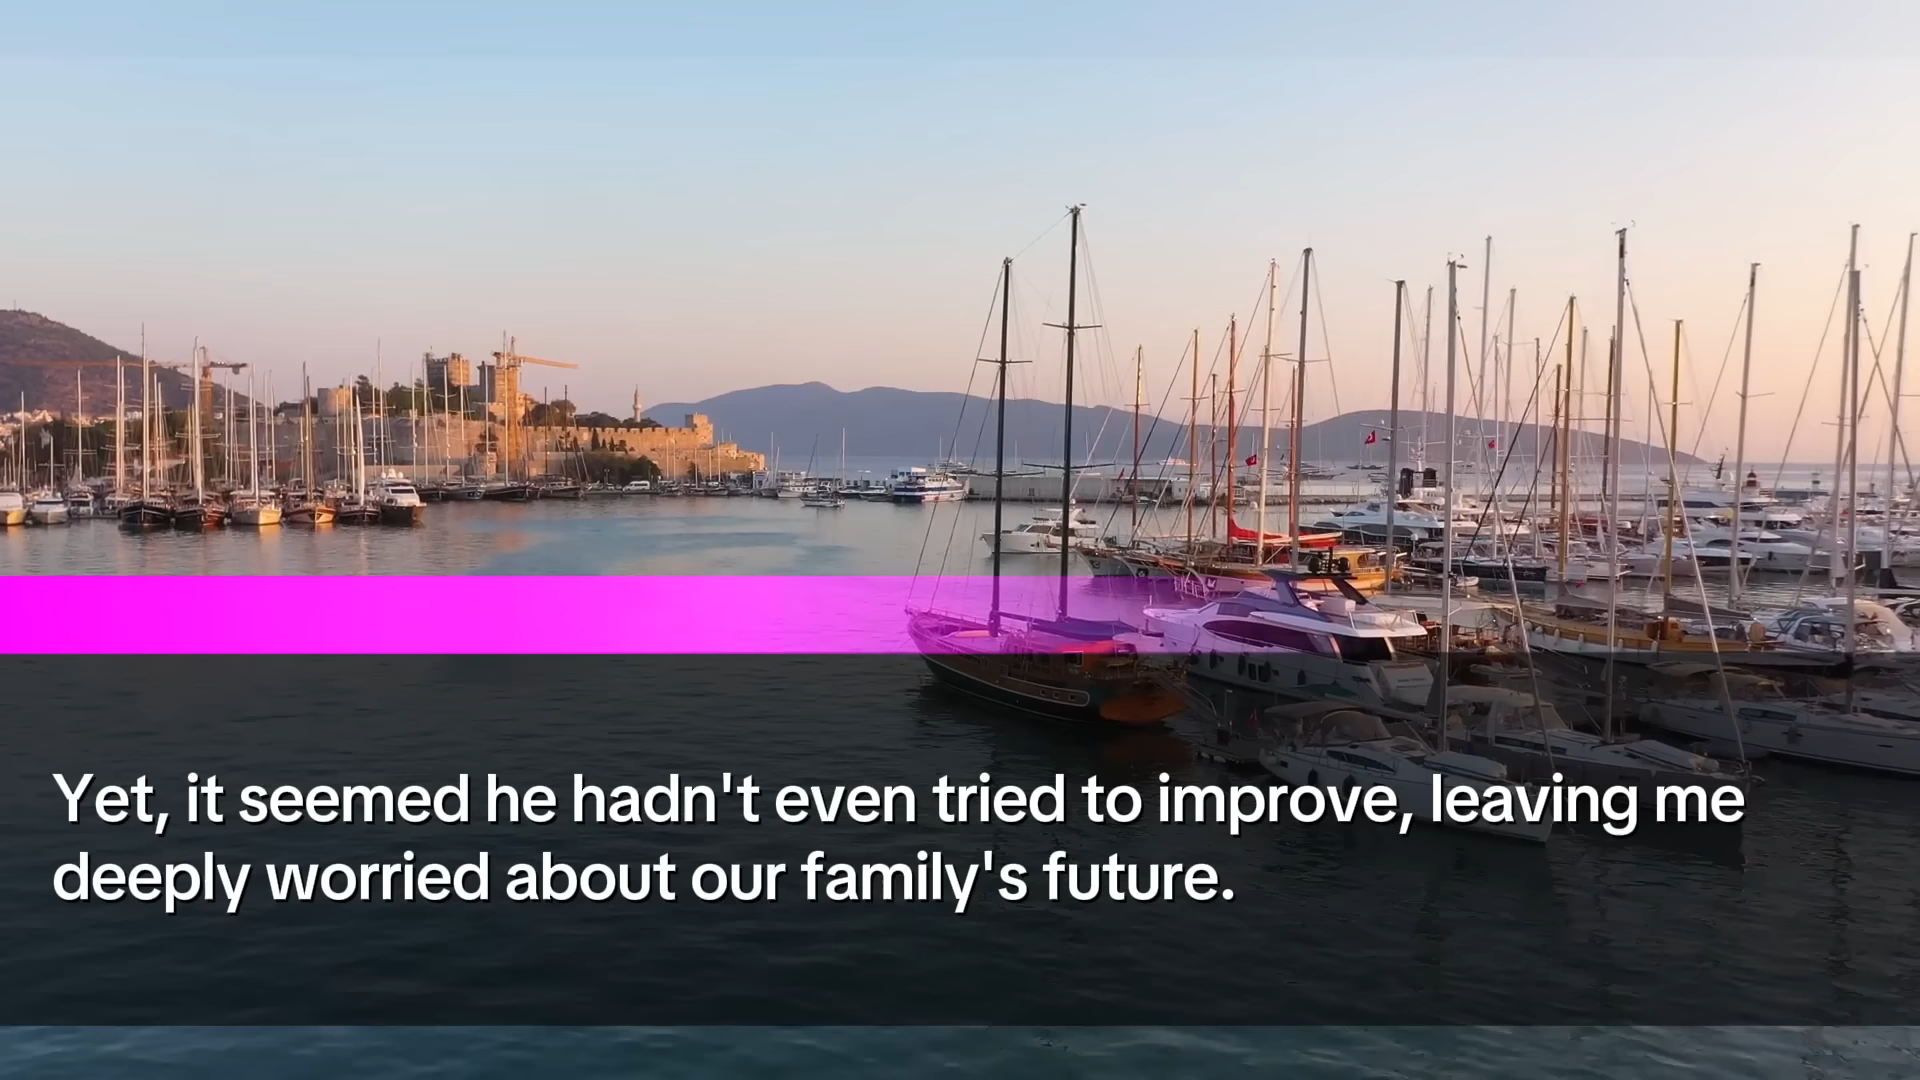 Yet, it seemed he hadn't even tried to improve, leaving me
deeply worried about our family's future.